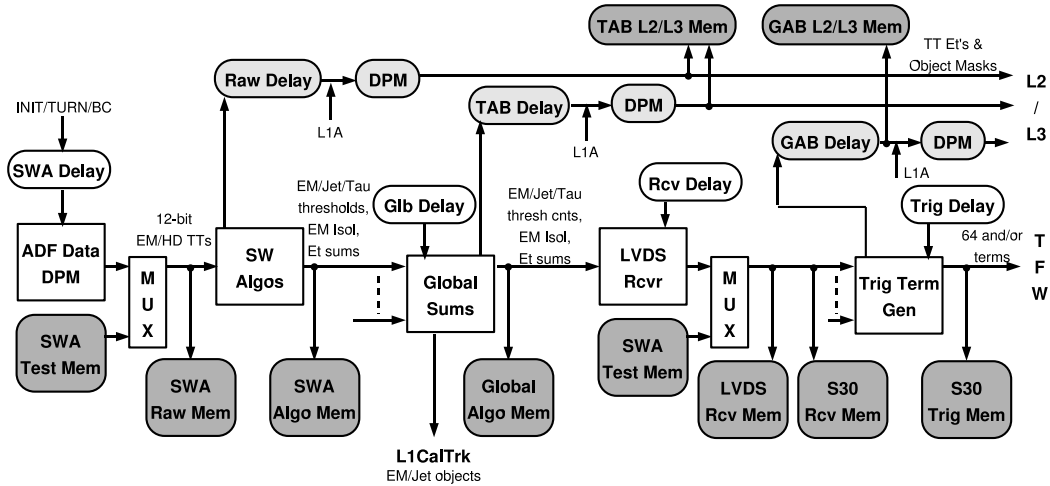 TAB L2/L3 Mem
GAB L2/L3 Mem
TT Et's &
Object Masks
Raw Delay
DPM
L2
/
L3
INIT/TURN/BC
L1A
TAB Delay
DPM
L1A
GAB Delay
DPM
L1A
SWA Delay
EM/Jet/Tau
thresholds,
EM Isol,
Et sums
Glb Delay
EM/Jet/Tau
thresh cnts,
EM Isol,
Et sums
Rcv Delay
Trig Delay
12-bit
EM/HD TTs
64 and/or
terms
T
F
W
ADF Data
DPM
M
U
X
SW
Algos
Global
Sums
LVDS
Rcvr
M
U
X
Trig Term
Gen
SWA
Test Mem
SWA
Raw Mem
SWA
Algo Mem
Global
Algo Mem
SWA
Test Mem
LVDS
Rcv Mem
S30
Rcv Mem
S30
Trig Mem
L1CalTrk
EM/Jet objects